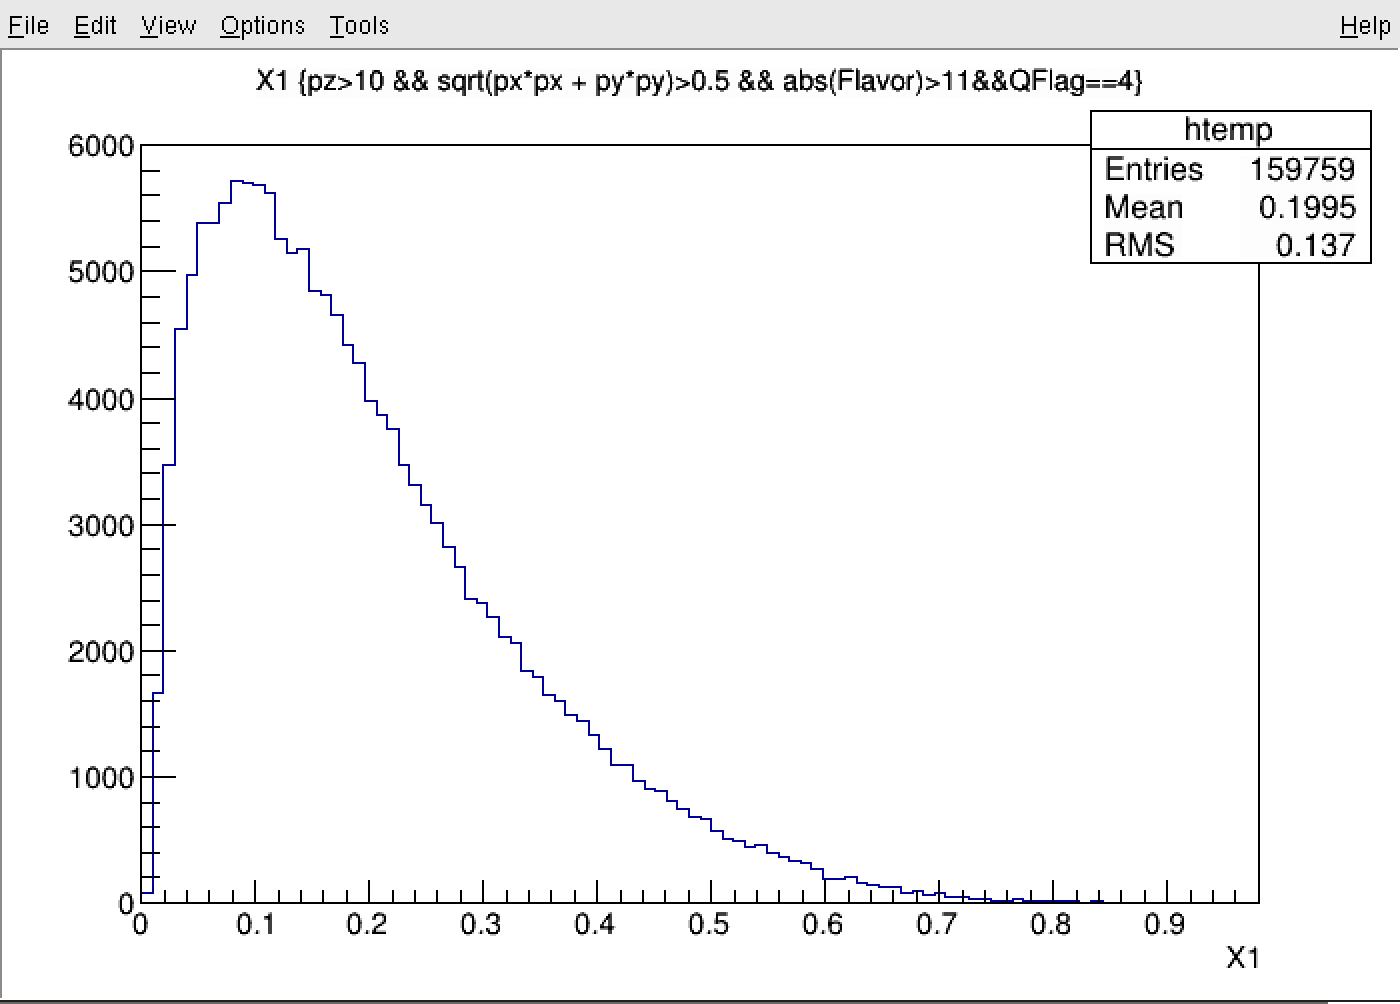 File Edit View Options Tools Help
X1 {pz>10 && sqrt(px*px + py*py)>0.5 && abs(Flavor)>11&&QFlag==4}
htemp
Entries 159759
Mean 0.1995
RMS 0.137
6000
5000
4000
3000
2000
1000
0
0 0.1 0.2 0.3 0.4 0.5 0.6 0.7 0.8 0.9
X1